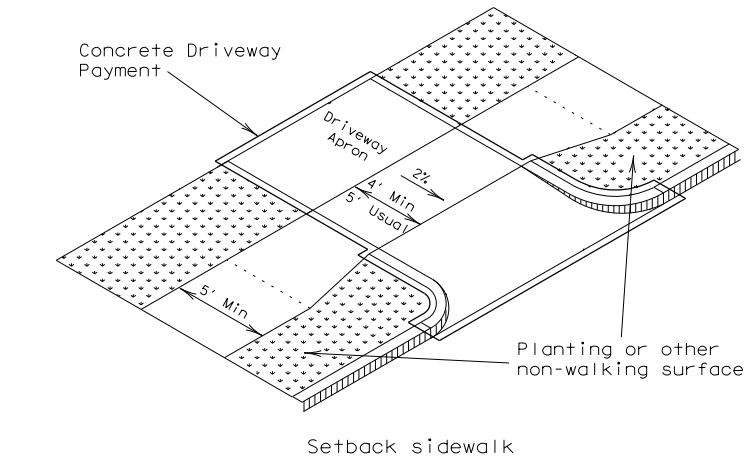 Concrete Driveway
Payment
Driveway
Apron
2%
4' Min
5' Usual
5' Min
Planting or other
non-walking surface
Setback sidewalk